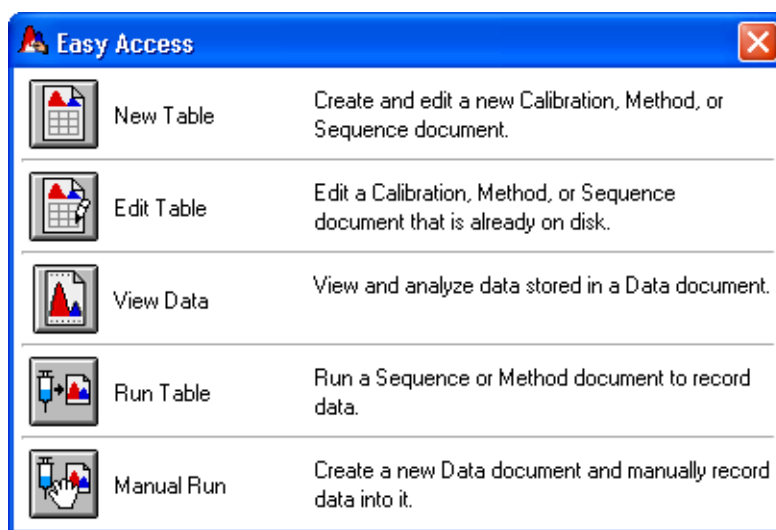 Easy Access
New Table
Create and edit a new Calibration, Method, or
Sequence document.
Edit Table
Edit a Calibration, Method, or Sequence
document that is already on disk.
View Data
View and analyze data stored in a Data document.
Run Table
Run a Sequence or Method document to record
data.
Manual Run
Create a new Data document and manually record
data into it.